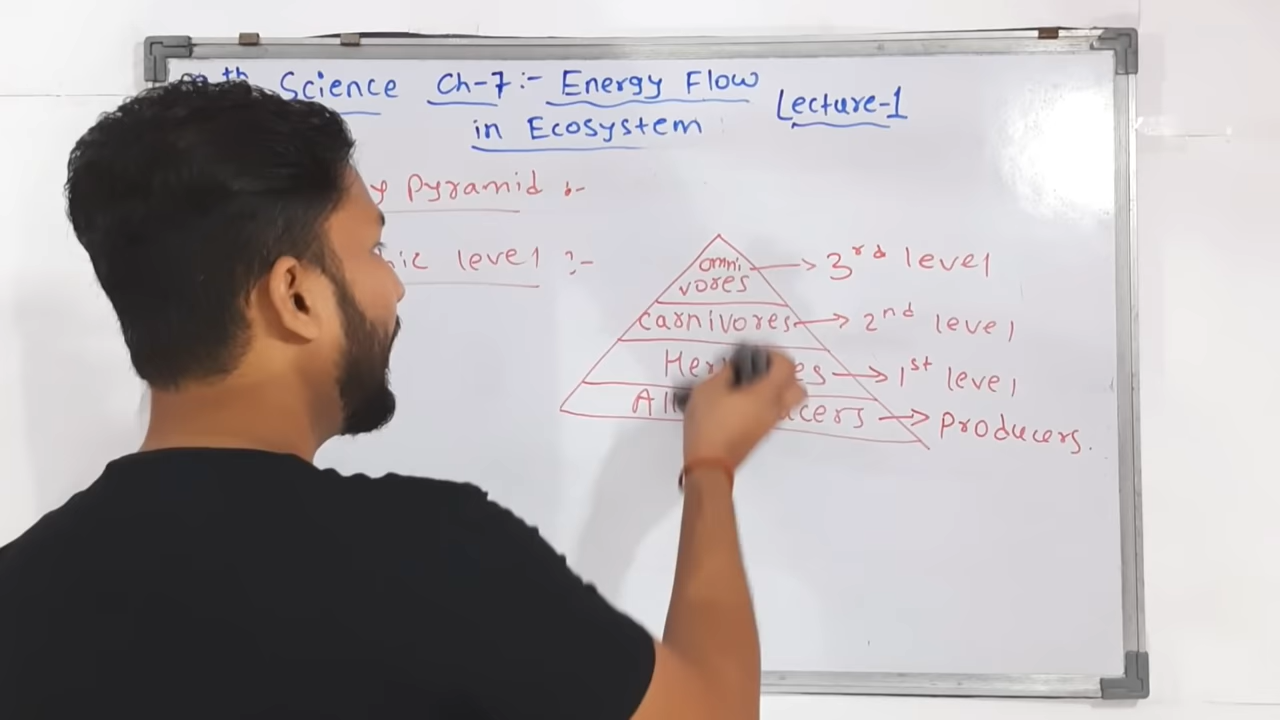 th Science Ch-7:- Energy Flow
in Ecosystem
Lecture-1
Pyramid :-
level :-
omni
vores
carnivores
3rd level
2nd level
1st level
Producers.